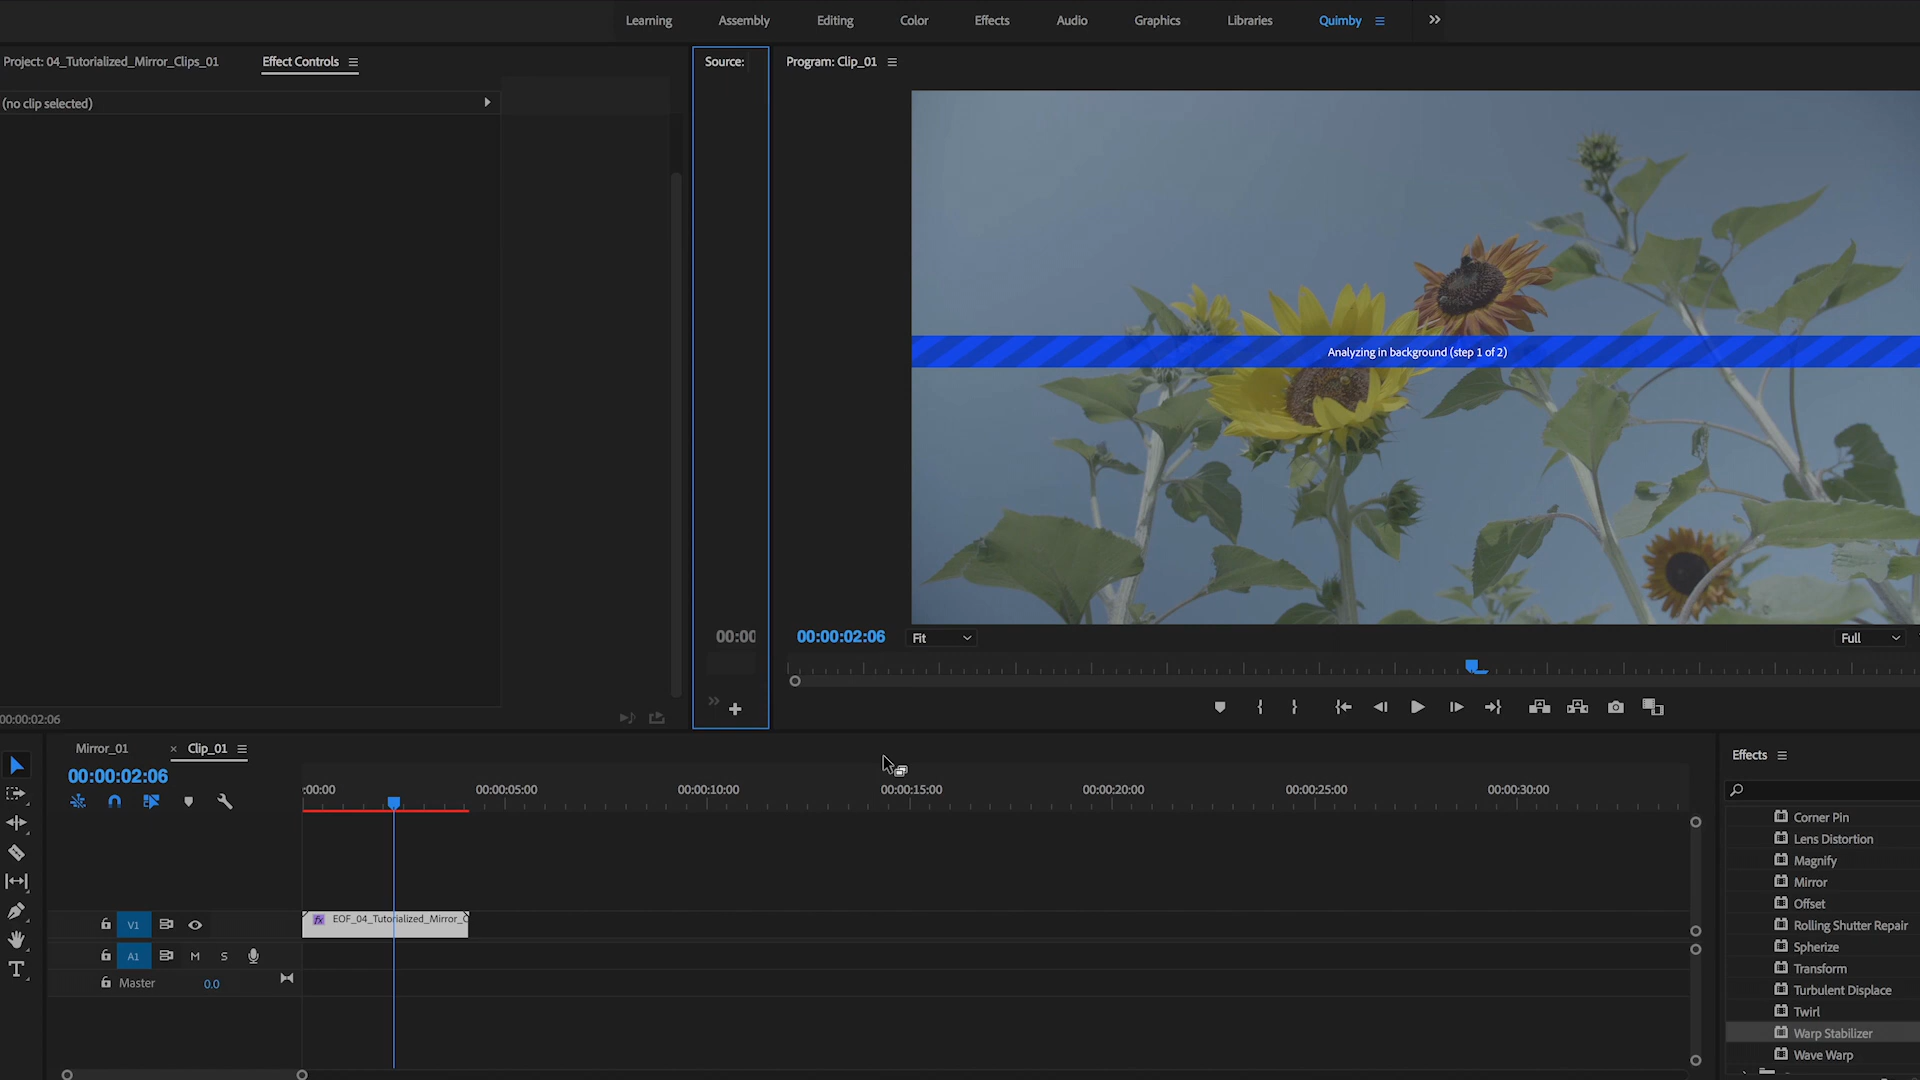 Learning
Assembly
Editing
Color
Effects
Audio
Graphics
Libraries
Quimby
Project: 04_Tutorialized_Mirror_Clips_01
Effect Controls
Source:
Program: Clip_01
(no clip selected)
Analyzing in background (step 1 of 2)
00:00
00:00:02:06
Fit
Full
00:00:02:06
Mirror_01
× Clip_01
00:00:02:06
:00:00
00:00:05:00
00:00:10:00
00:00:15:00
00:00:20:00
00:00:25:00
00:00:30:00
V1
fx EOF_04_Tutorialized_Mirror_C
A1
M
S
Master
0.0
Effects
Corner Pin
Lens Distortion
Magnify
Mirror
Offset
Rolling Shutter Repair
Spherize
Transform
Turbulent Displace
Twirl
Warp Stabilizer
Wave Warp